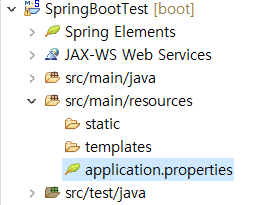 SpringBootTest [boot]
Spring Elements
JAX-WS Web Services
src/main/java
src/main/resources
static
templates
application.properties
src/test/java